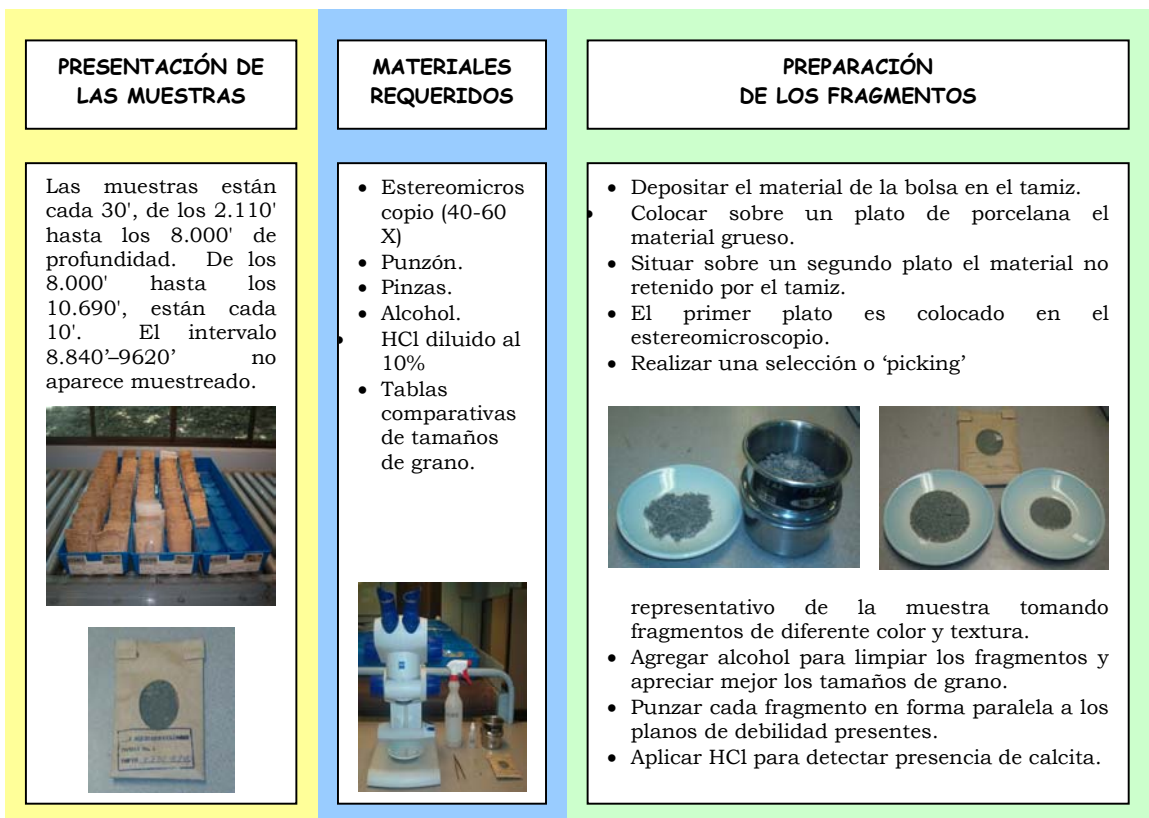 PRESENTACIÓN DE
LAS MUESTRAS
Las muestras están
cada 30', de los 2.110'
hasta los 8.000' de
profundidad. De los
8.000' hasta los
10.690', están cada
10'. El intervalo
8.840’–9620’ no
aparece muestreado.
MATERIALES
REQUERIDOS
• Estereomicros
copio (40-60
X)
• Punzón.
• Pinzas.
• Alcohol.
• HCl diluido al
10%
• Tablas
comparativas
de tamaños
de grano.
PREPARACIÓN
DE LOS FRAGMENTOS
• Depositar el material de la bolsa en el tamiz.
• Colocar sobre un plato de porcelana el
material grueso.
• Situar sobre un segundo plato el material no
retenido por el tamiz.
• El primer plato es colocado en el
estereomicroscopio.
• Realizar una selección o ‘picking’
representativo de la muestra tomando
fragmentos de diferente color y textura.
• Agregar alcohol para limpiar los fragmentos y
apreciar mejor los tamaños de grano.
• Punzar cada fragmento en forma paralela a los
planos de debilidad presentes.
• Aplicar HCl para detectar presencia de calcita.